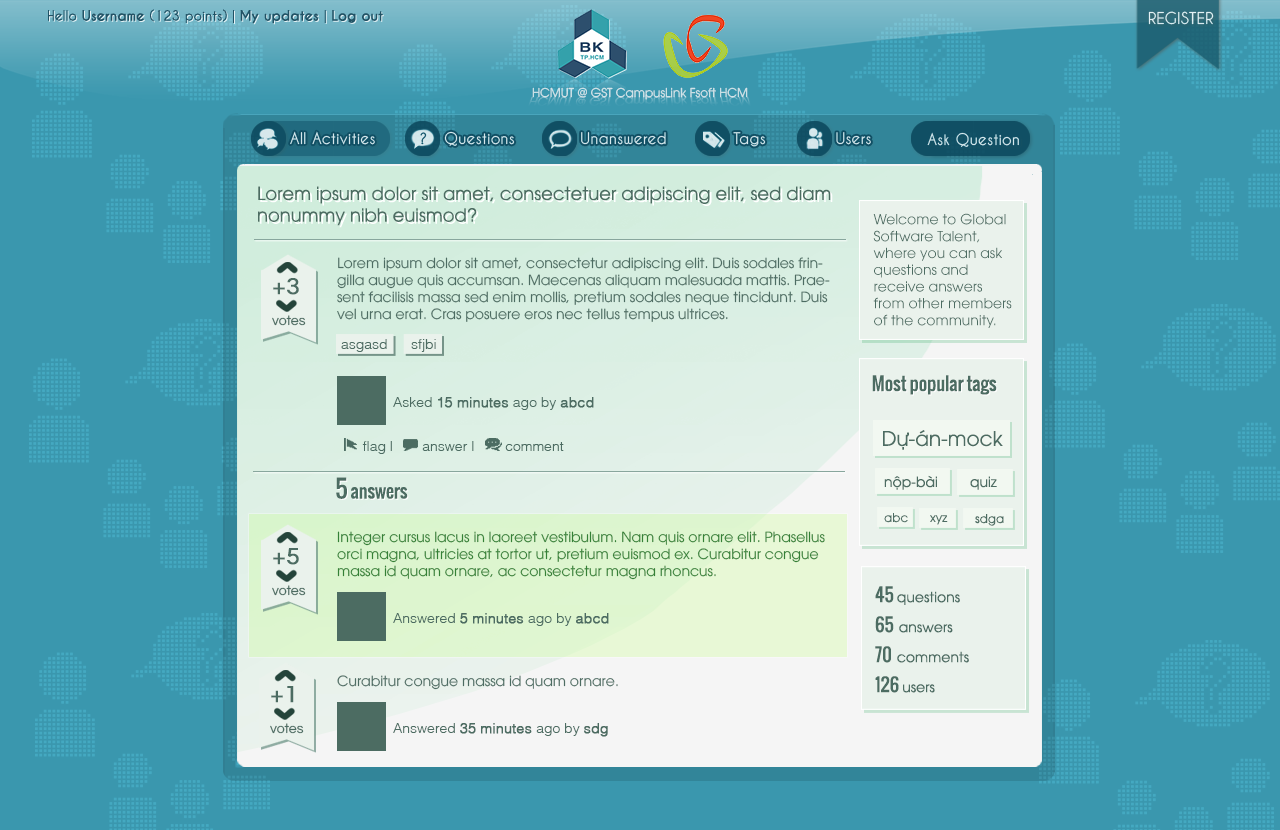 Hello Username (123 points) | My updates | Log out
REGISTER
BK
TP.HCM
HCMUT @ GST CampusLink Fsoft HCM
All Activities
Questions
Unanswered
Tags
Users
Ask Question
Lorem ipsum dolor sit amet, consectetuer adipiscing elit, sed diam
nonummy nibh euismod?
+3
votes
Lorem ipsum dolor sit amet, consectetur adipiscing elit. Duis sodales frin-
gilla augue quis accumsan. Maecenas aliquam malesuada mattis. Prae-
sent facilisis massa sed enim mollis, pretium sodales neque tincidunt. Duis
vel urna erat. Cras posuere eros nec tellus tempus ultrices.
asgasd
sfjbi
Asked 15 minutes ago by abcd
flag | answer | comment
5 answers
+5
votes
Integer cursus lacus in laoreet vestibulum. Nam quis ornare elit. Phasellus
orci magna, ultricies at tortor ut, pretium euismod ex. Curabitur congue
massa id quam ornare, ac consectetur magna rhoncus.
Answered 5 minutes ago by abcd
+1
votes
Curabitur congue massa id quam ornare.
Answered 35 minutes ago by sdg
Welcome to Global
Software Talent,
where you can ask
questions and
receive answers
from other members
of the community.
Most popular tags
Dự-án-mock
nộp-bài
quiz
abc
xyz
sdga
45 questions
65 answers
70 comments
126 users